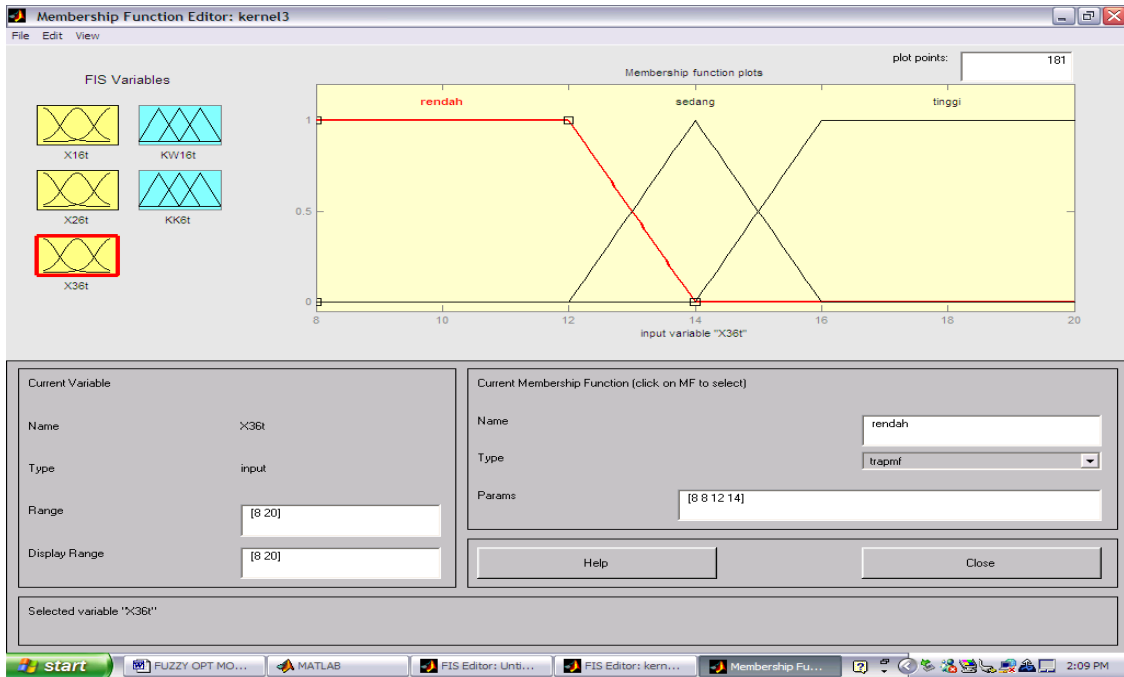 Membership Function Editor: kernel3
File Edit View
FIS Variables
X16t
KW16t
X26t
KK6t
X36t
plot points:
181
Membership function plots
rendah
sedang
tinggi
1
0.5
0
8
10
12
14
16
18
20
input variable "X36t"
Current Variable
Name
X36t
Type
input
Range
[8 20]
Display Range
[8 20]
Current Membership Function (click on MF to select)
Name
rendah
Type
trapmf
Params
[8 8 12 14]
Help
Close
Selected variable "X36t"
start
FUZZY OPT MO...
MATLAB
FIS Editor: Unti...
FIS Editor: kern...
Membership Fu...
2:09 PM